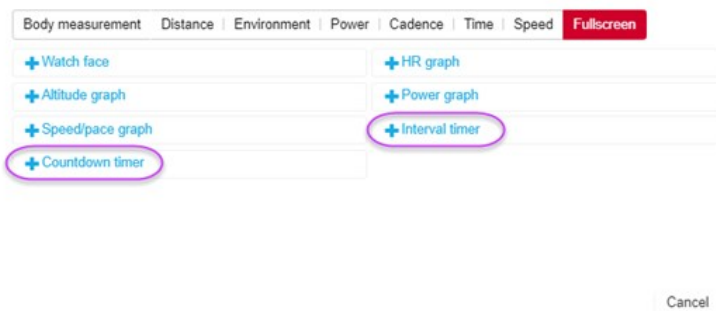 Body measurement Distance Environment Power Cadence Time Speed Fullscreen
Watch face HR graph
Altitude graph Power graph
Speed/pace graph Interval timer
Countdown timer
Cancel